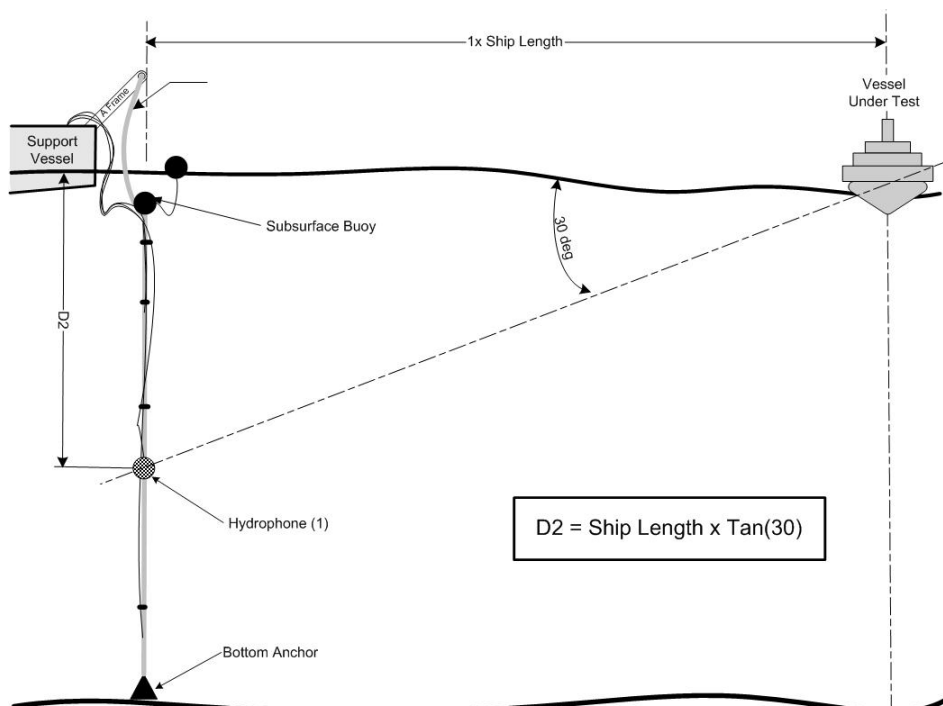 1x Ship Length
A Frame
Vessel
Under Test
Support
Vessel
Subsurface Buoy
30 deg
D2
Hydrophone (1)
D2 = Ship Length x Tan(30)
Bottom Anchor